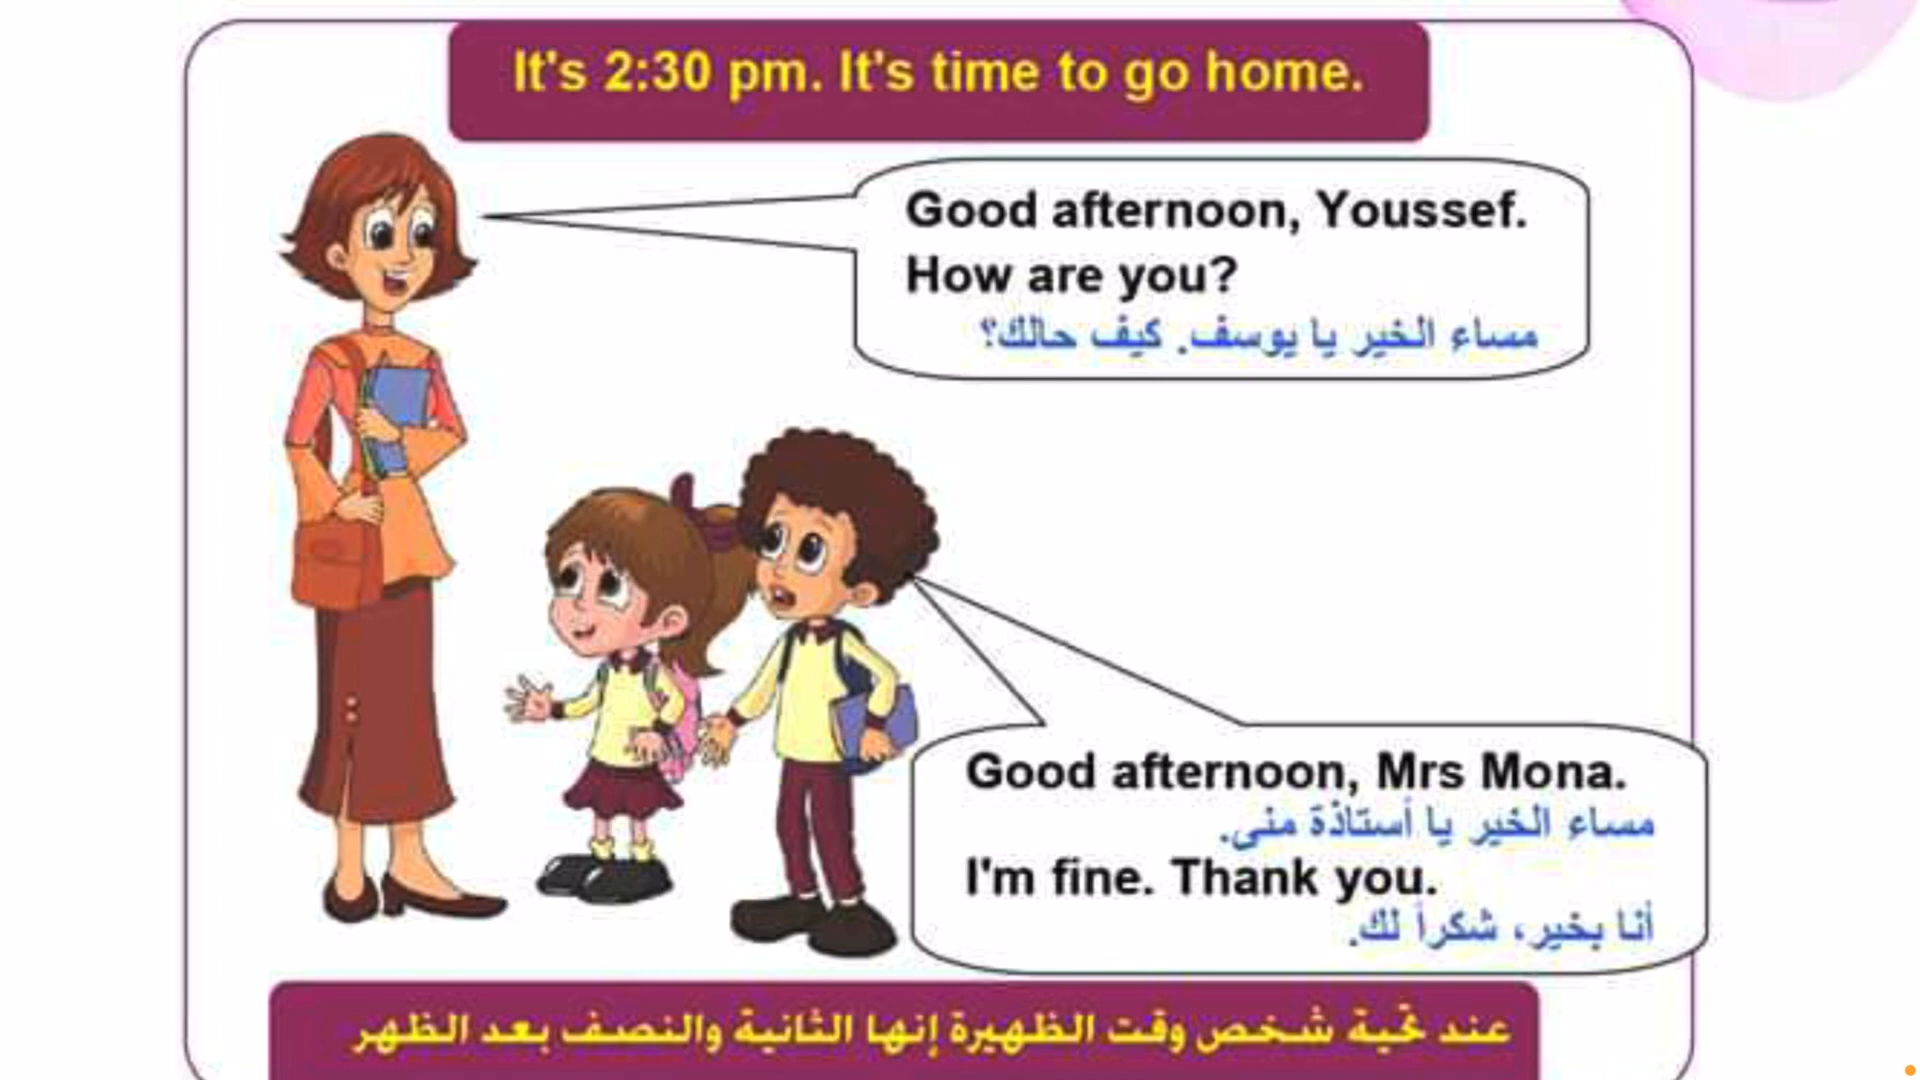 It's 2:30 pm. It's time to go home.
Good afternoon, Youssef.
How are you?
مساء الخير يا يوسف. كيف حالك؟
Good afternoon, Mrs Mona.
مساء الخير يا أستاذة منى.
I'm fine. Thank you.
أنا بخير، شكراً لك.
عند تحية شخص وقت الظهيرة إنها الثانية والنصف بعد الظهر